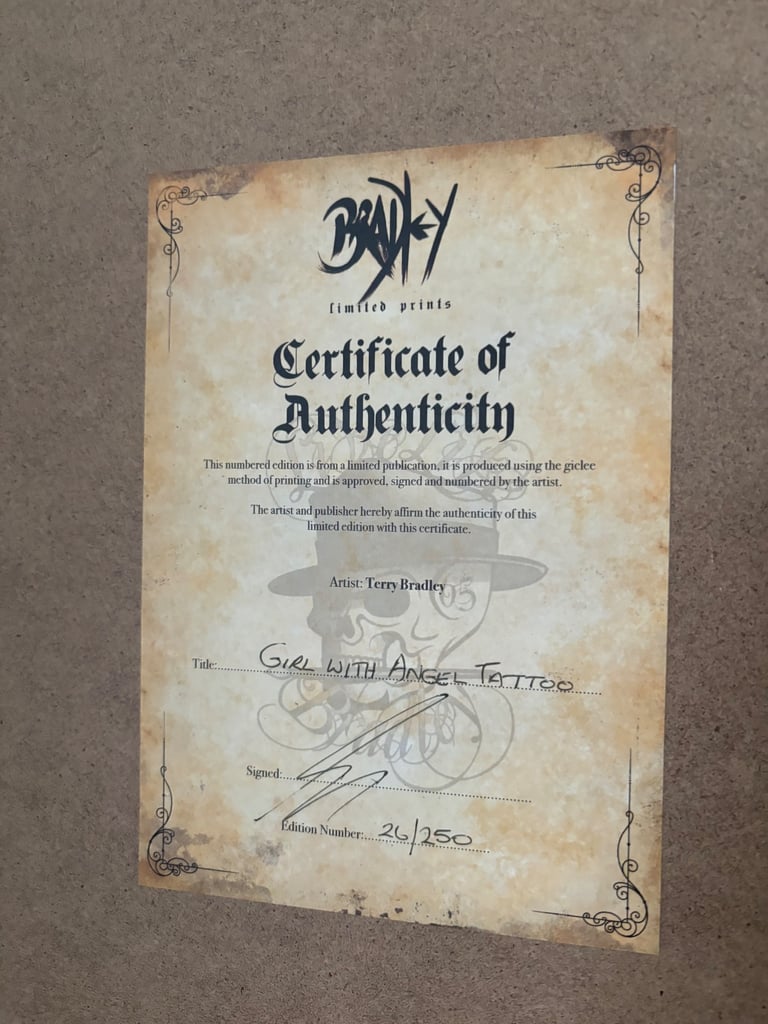 BRADLEY
limited prints
Certificate of
Authenticity
This numbered edition is from a limited publication, it is produced using the giclee
method of printing and is approved, signed and numbered by the artist.
The artist and publisher hereby affirm the authenticity of this
limited edition with this certificate.
65
Artist: Terry Bradley
Title: GIRL WITH ANGEL TATTOO
Signed:
Edition Number: 26/250